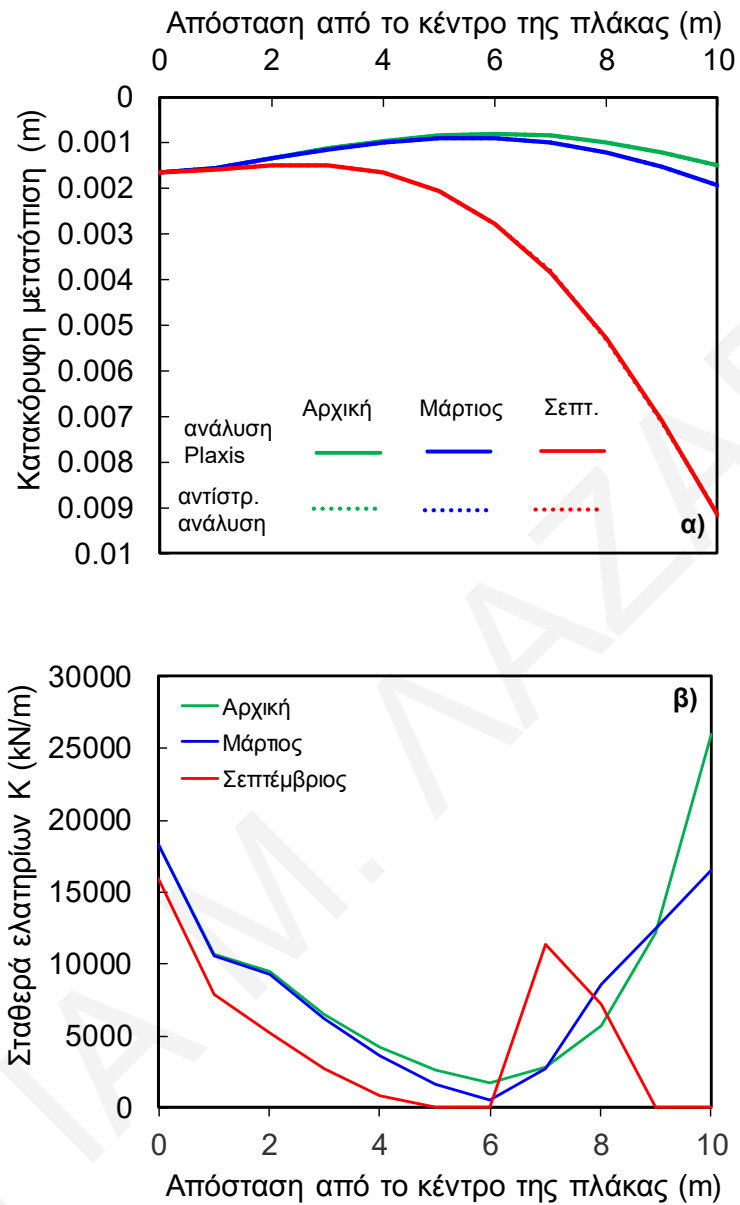 Απόσταση από το κέντρο της πλάκας (m)
0 2 4 6 8 10
Κατακόρυφη μετατόπιση (m)
0
0.001
0.002
0.003
0.004
0.005
0.006
0.007
0.008
0.009
0.01
Αρχική Μάρτιος Σεπτ.
ανάλυση
Plaxis
αντίστρ.
ανάλυση
α)
Σταθερά ελατηρίων K (kN/m)
30000
25000
20000
15000
10000
5000
0
Αρχική
Μάρτιος
Σεπτέμβριος
β)
0 2 4 6 8 10
Απόσταση από το κέντρο της πλάκας (m)